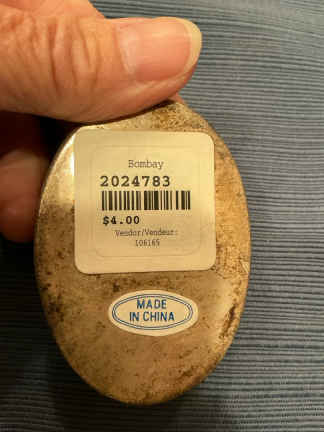 Bombay
2024783
$4.00
Vendor/Vendeur:
106165
MADE
IN CHINA